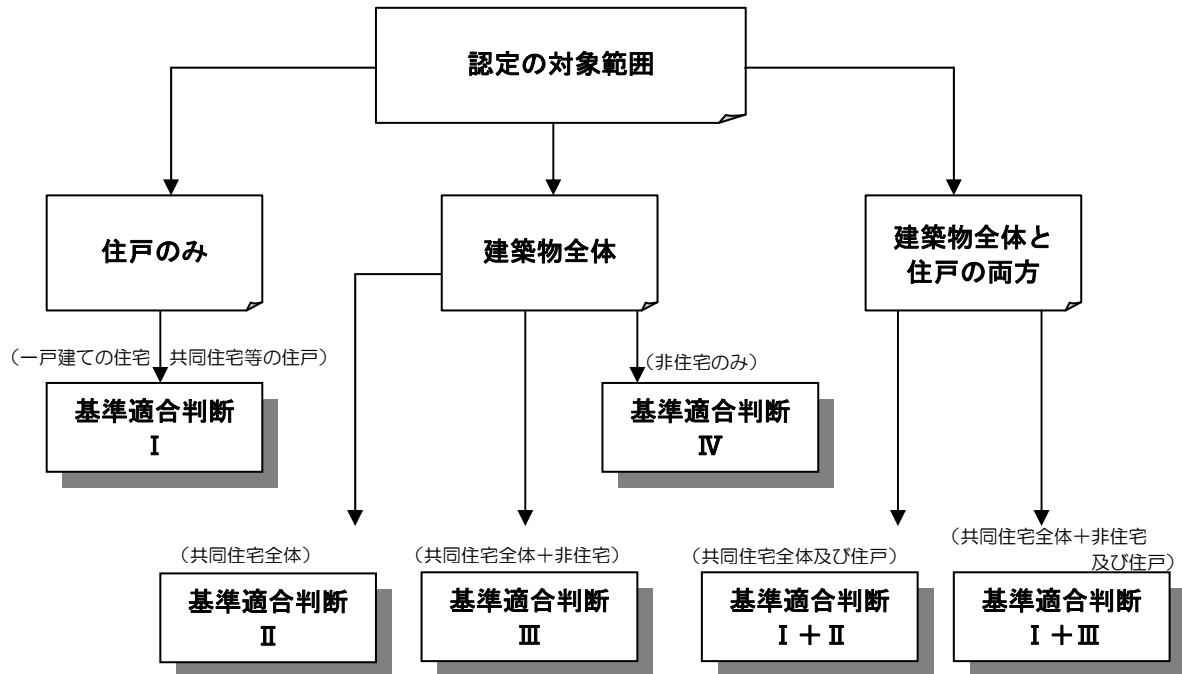 認定の対象範囲
住戸のみ
建築物全体
建築物全体と
住戸の両方
（一戸建ての住宅 共同住宅等の住戸）
（非住宅のみ）
基準適合判断
Ⅰ
基準適合判断
Ⅳ
（共同住宅全体）
（共同住宅全体＋非住宅）
（共同住宅全体及び住戸）
（共同住宅全体＋非住宅
及び住戸）
基準適合判断
Ⅱ
基準適合判断
Ⅲ
基準適合判断
Ⅰ＋Ⅱ
基準適合判断
Ⅰ＋Ⅲ